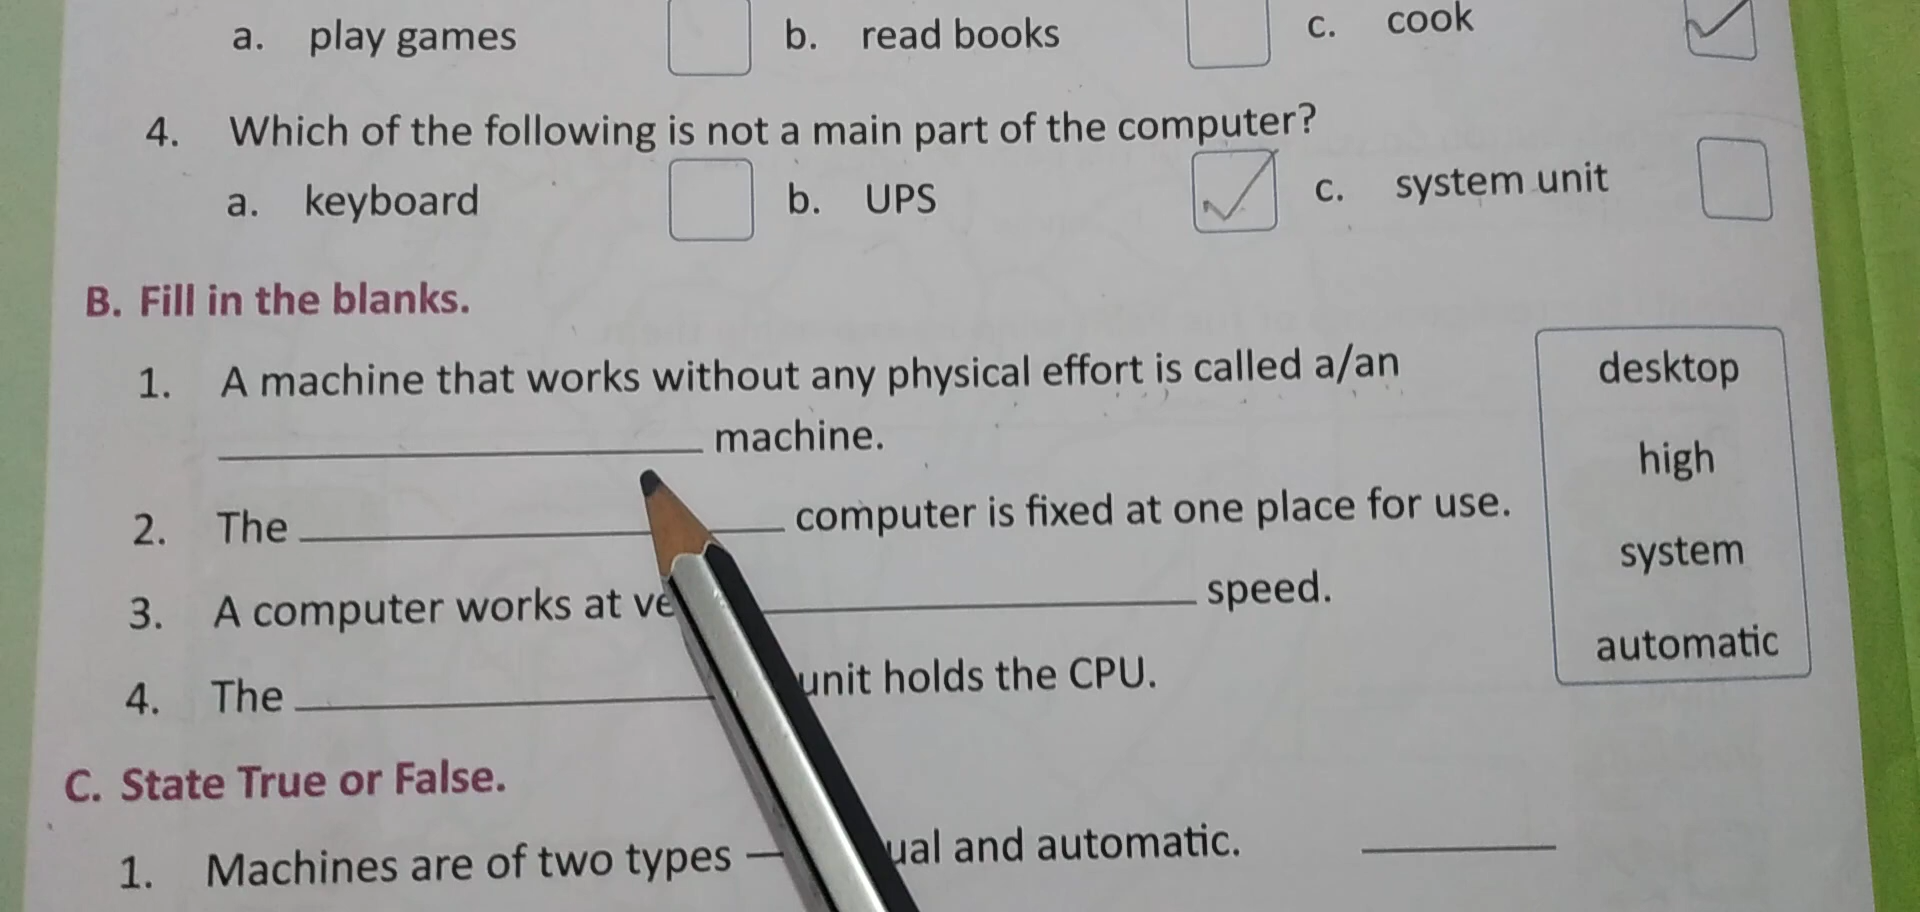 a. play games b. read books c. cook
4. Which of the following is not a main part of the computer?
a. keyboard b. UPS c. system unit
B. Fill in the blanks.
1. A machine that works without any physical effort is called a/an
machine.
2. The computer is fixed at one place for use.
3. A computer works at speed.
4. The unit holds the CPU.
desktop
high
system
automatic
C. State True or False.
1. Machines are of two types — and automatic.